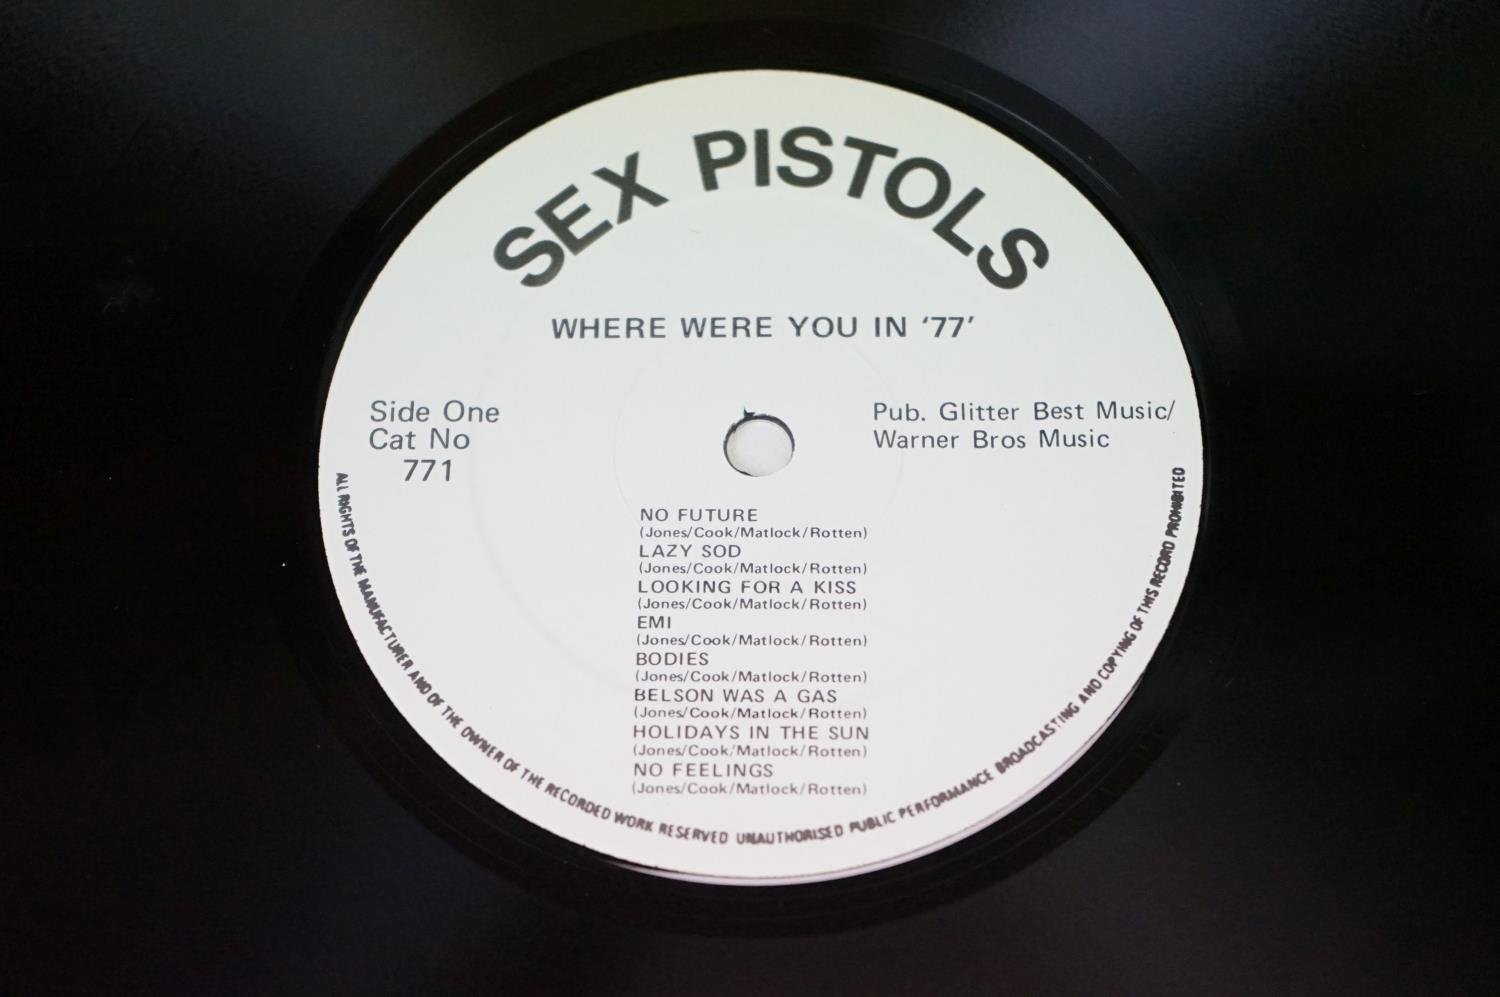 SEX PISTOLS
WHERE WERE YOU IN ‘77’
Side One
Cat No
771
Pub. Glitter Best Music/
Warner Bros Music
NO FUTURE
(Jones/Cook/Matlock/Rotten)
LAZY SOD
(Jones/Cook/Matlock/Rotten)
LOOKING FOR A KISS
(Jones/Cook/Matlock/Rotten)
EMI
(Jones/Cook/Matlock/Rotten)
BODIES
(Jones/Cook/Matlock/Rotten)
BELSON WAS A GAS
(Jones/Cook/Matlock/Rotten)
HOLIDAYS IN THE SUN
(Jones/Cook/Matlock/Rotten)
NO FEELINGS
(Jones/Cook/Matlock/Rotten)
ALL RIGHTS OF THE MANUFACTURER AND OF THE OWNER OF THE RECORDED WORK RESERVED UNAUTHORISED PUBLIC PERFORMANCE BROADCASTING AND COPYING OF THIS RECORD PROHIBITED